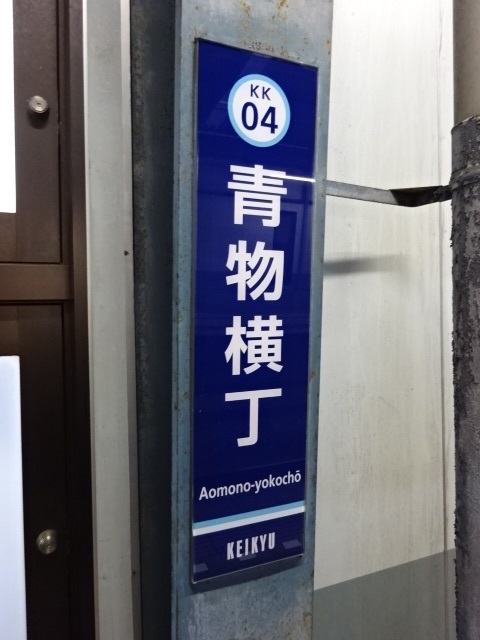 KK
04
青物横丁
Aomono-yokochō
KEIKYU